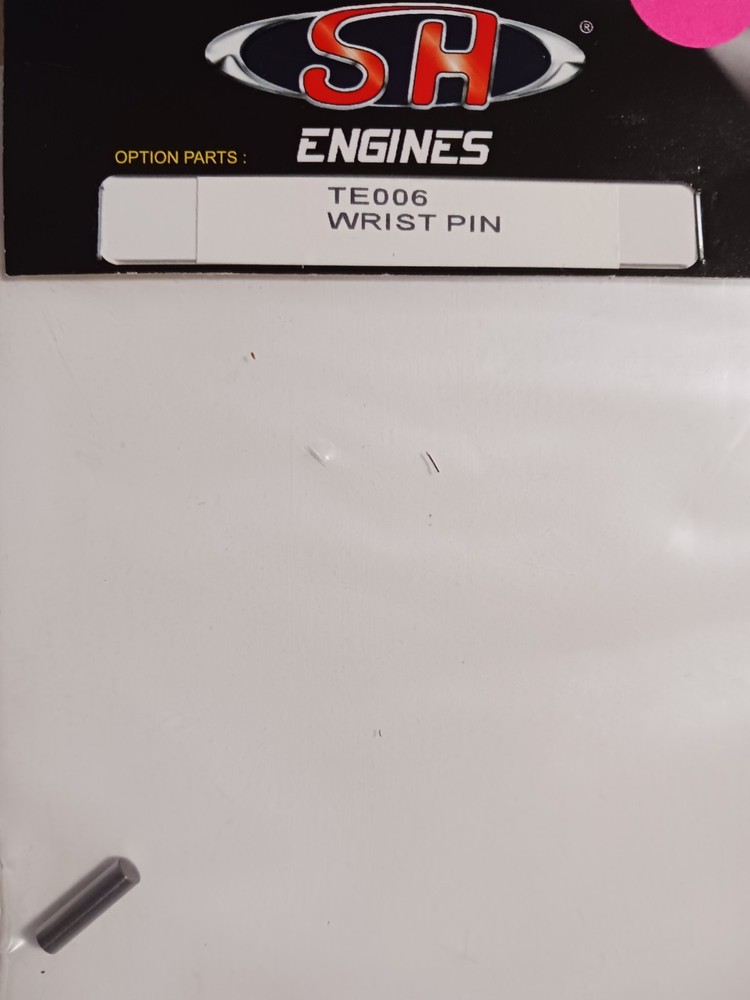 SH ®
ENGINES
OPTION PARTS :
TE006
WRIST PIN